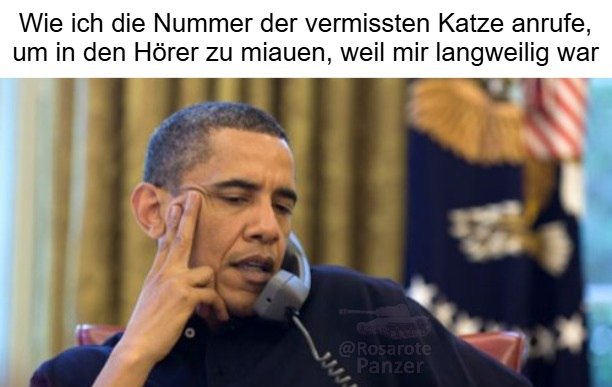 Wie ich die Nummer der vermissten Katze anrufe,
um in den Hörer zu miauen, weil mir langweilig war
@Rosarote
Panzer